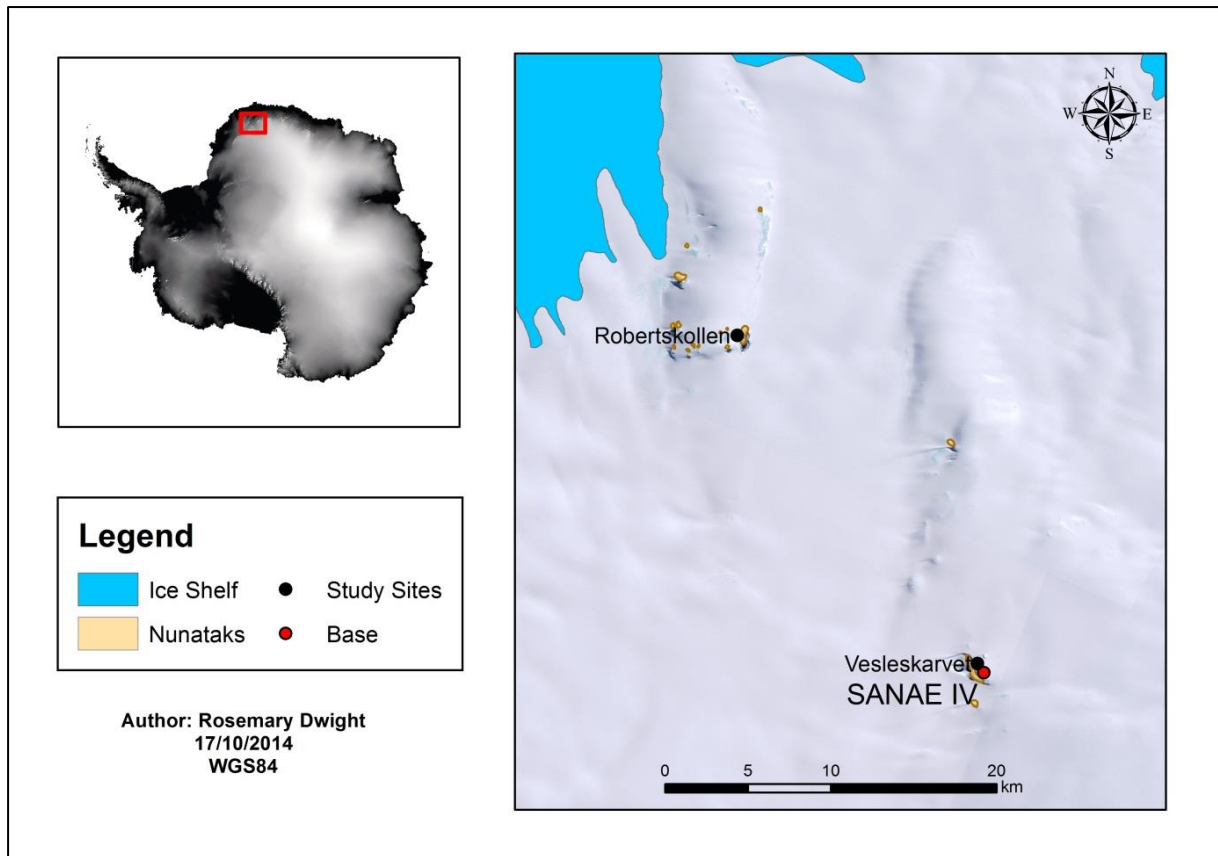 N
W E
S
Robertskollen
Vesleskarvet
SANAE IV
0 5 10 20
km
Legend
Ice Shelf Study Sites
Nunataks Base
Author: Rosemary Dwight
17/10/2014
WGS84